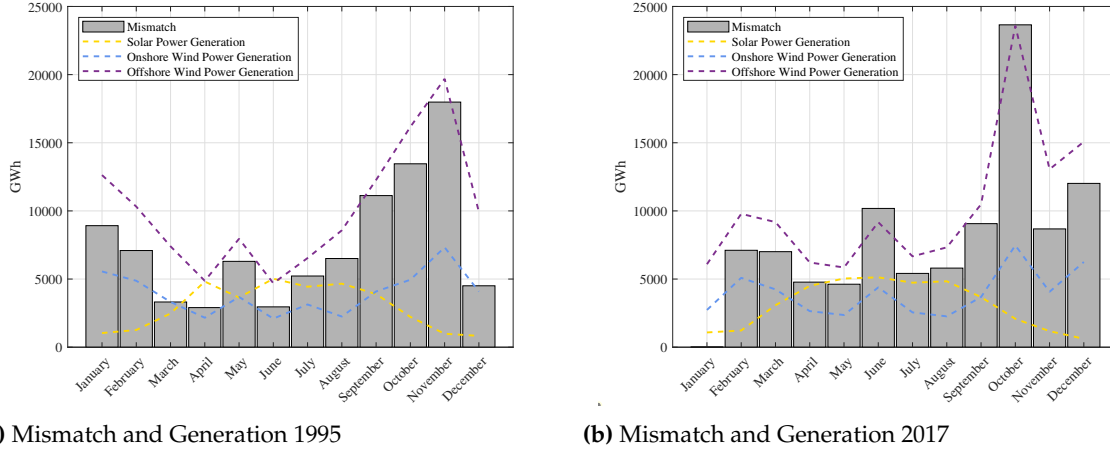 25000
20000
15000
10000
5000
0
GWh
Mismatch
Solar Power Generation
Onshore Wind Power Generation
Offshore Wind Power Generation
January
February
March
April
May
June
July
August
September
October
November
December
) Mismatch and Generation 1995
25000
20000
15000
10000
5000
0
GWh
Mismatch
Solar Power Generation
Onshore Wind Power Generation
Offshore Wind Power Generation
January
February
March
April
May
June
July
August
September
October
November
December
(b) Mismatch and Generation 2017